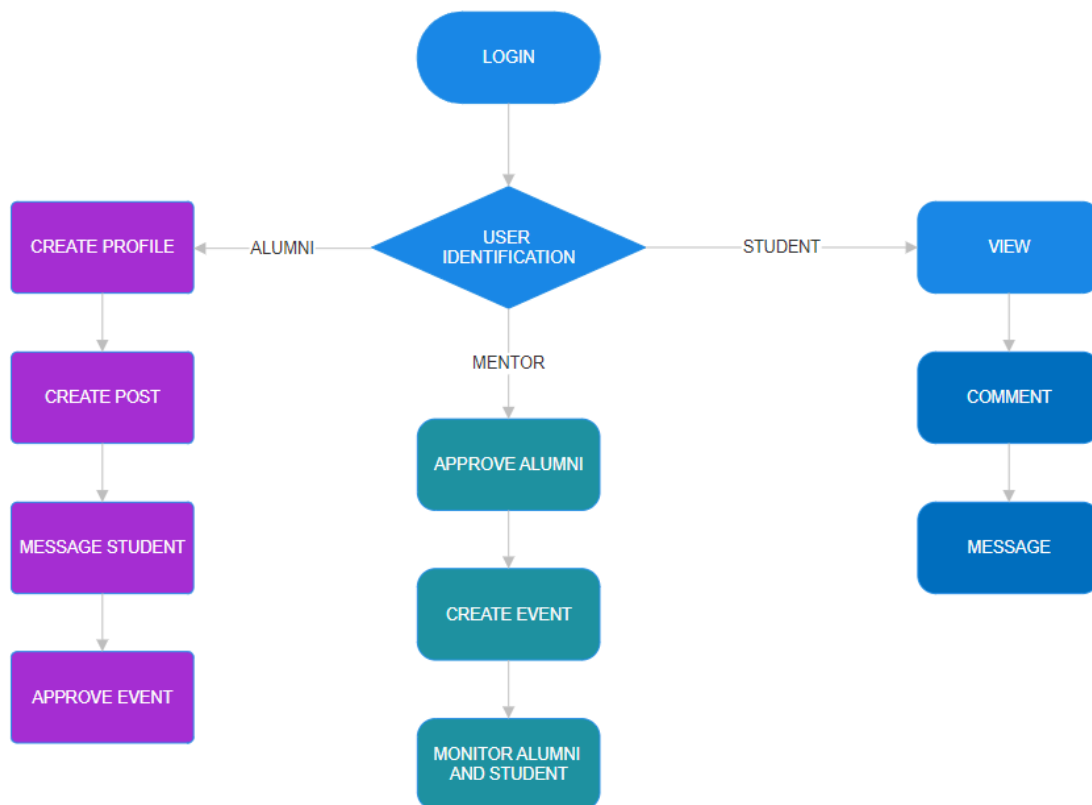 LOGIN
USER
IDENTIFICATION
ALUMNI
STUDENT
MENTOR
CREATE PROFILE
CREATE POST
MESSAGE STUDENT
APPROVE EVENT
APPROVE ALUMNI
CREATE EVENT
MONITOR ALUMNI
AND STUDENT
VIEW
COMMENT
MESSAGE